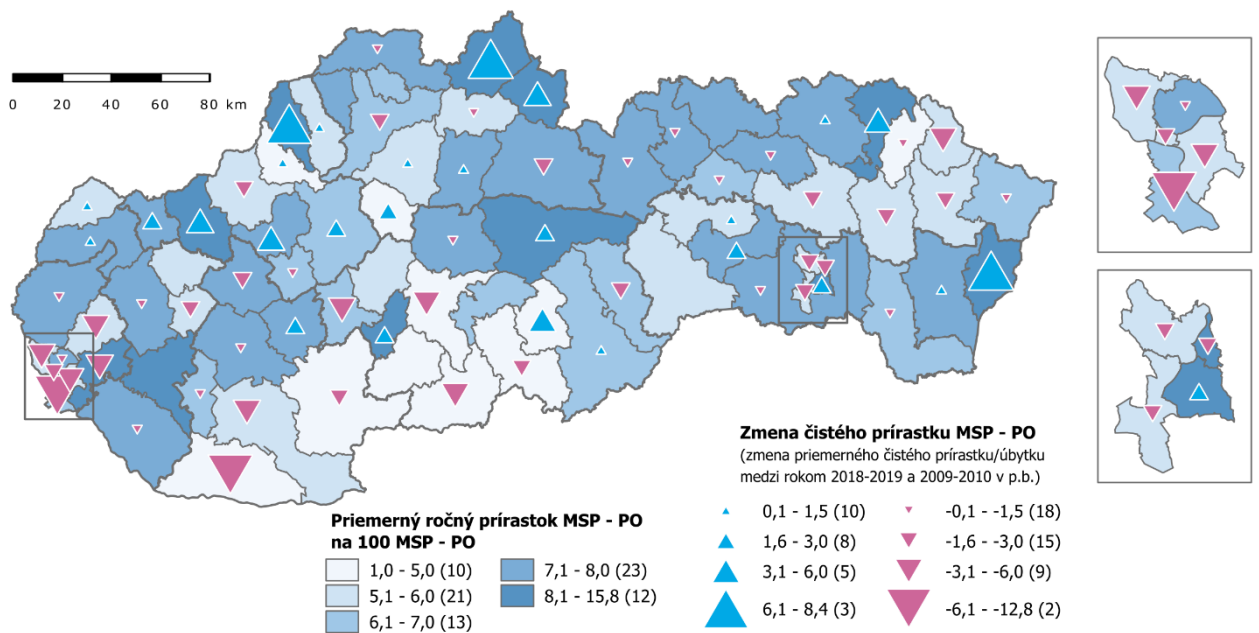 0 20 40 60 80 km
Zmena čistého prírastku MSP - PO
(zmena priemerného čistého prírastku/úbytku
medzi rokom 2018-2019 a 2009-2010 v p.b.)
0,1 - 1,5 (10)
1,6 - 3,0 (8)
3,1 - 6,0 (5)
6,1 - 8,4 (3)
-0,1 - -1,5 (18)
-1,6 - -3,0 (15)
-3,1 - -6,0 (9)
-6,1 - -12,8 (2)
Priemerný ročný prírastok MSP - PO
na 100 MSP - PO
1,0 - 5,0 (10)
5,1 - 6,0 (21)
6,1 - 7,0 (13)
7,1 - 8,0 (23)
8,1 - 15,8 (12)